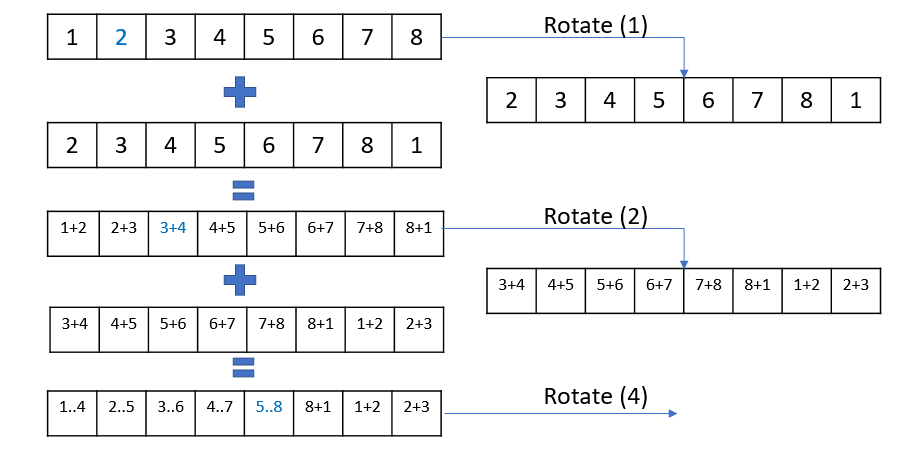 1 2 3 4 5 6 7 8
Rotate (1)
2 3 4 5 6 7 8 1
2 3 4 5 6 7 8 1
1+2 2+3 3+4 4+5 5+6 6+7 7+8 8+1
Rotate (2)
3+4 4+5 5+6 6+7 7+8 8+1 1+2 2+3
3+4 4+5 5+6 6+7 7+8 8+1 1+2 2+3
1..4 2..5 3..6 4..7 5..8 8+1 1+2 2+3
Rotate (4)